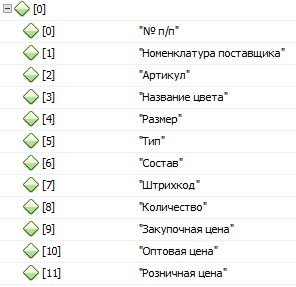 [0]
[0] "№ п/п"
[1] "Номенклатура поставщика"
[2] "Артикул"
[3] "Название цвета"
[4] "Размер"
[5] "Тип"
[6] "Состав"
[7] "Штрихкод"
[8] "Количество"
[9] "Закупочная цена"
[10] "Оптовая цена"
[11] "Розничная цена"